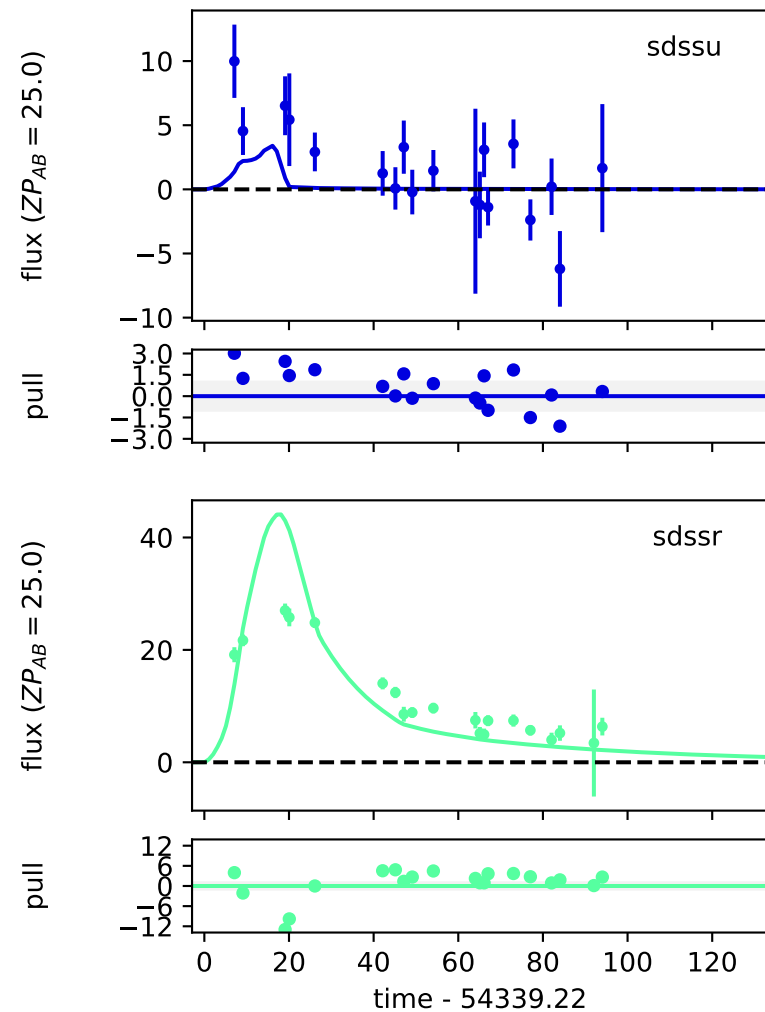 sdssu
flux (ZP_AB = 25.0)
10
5
0
−5
−10
pull
3.0
1.5
0.0
−1.5
−3.0
sdssr
flux (ZP_AB = 25.0)
40
20
0
pull
12
6
0
−6
−12
0 20 40 60 80 100 120
time - 54339.22